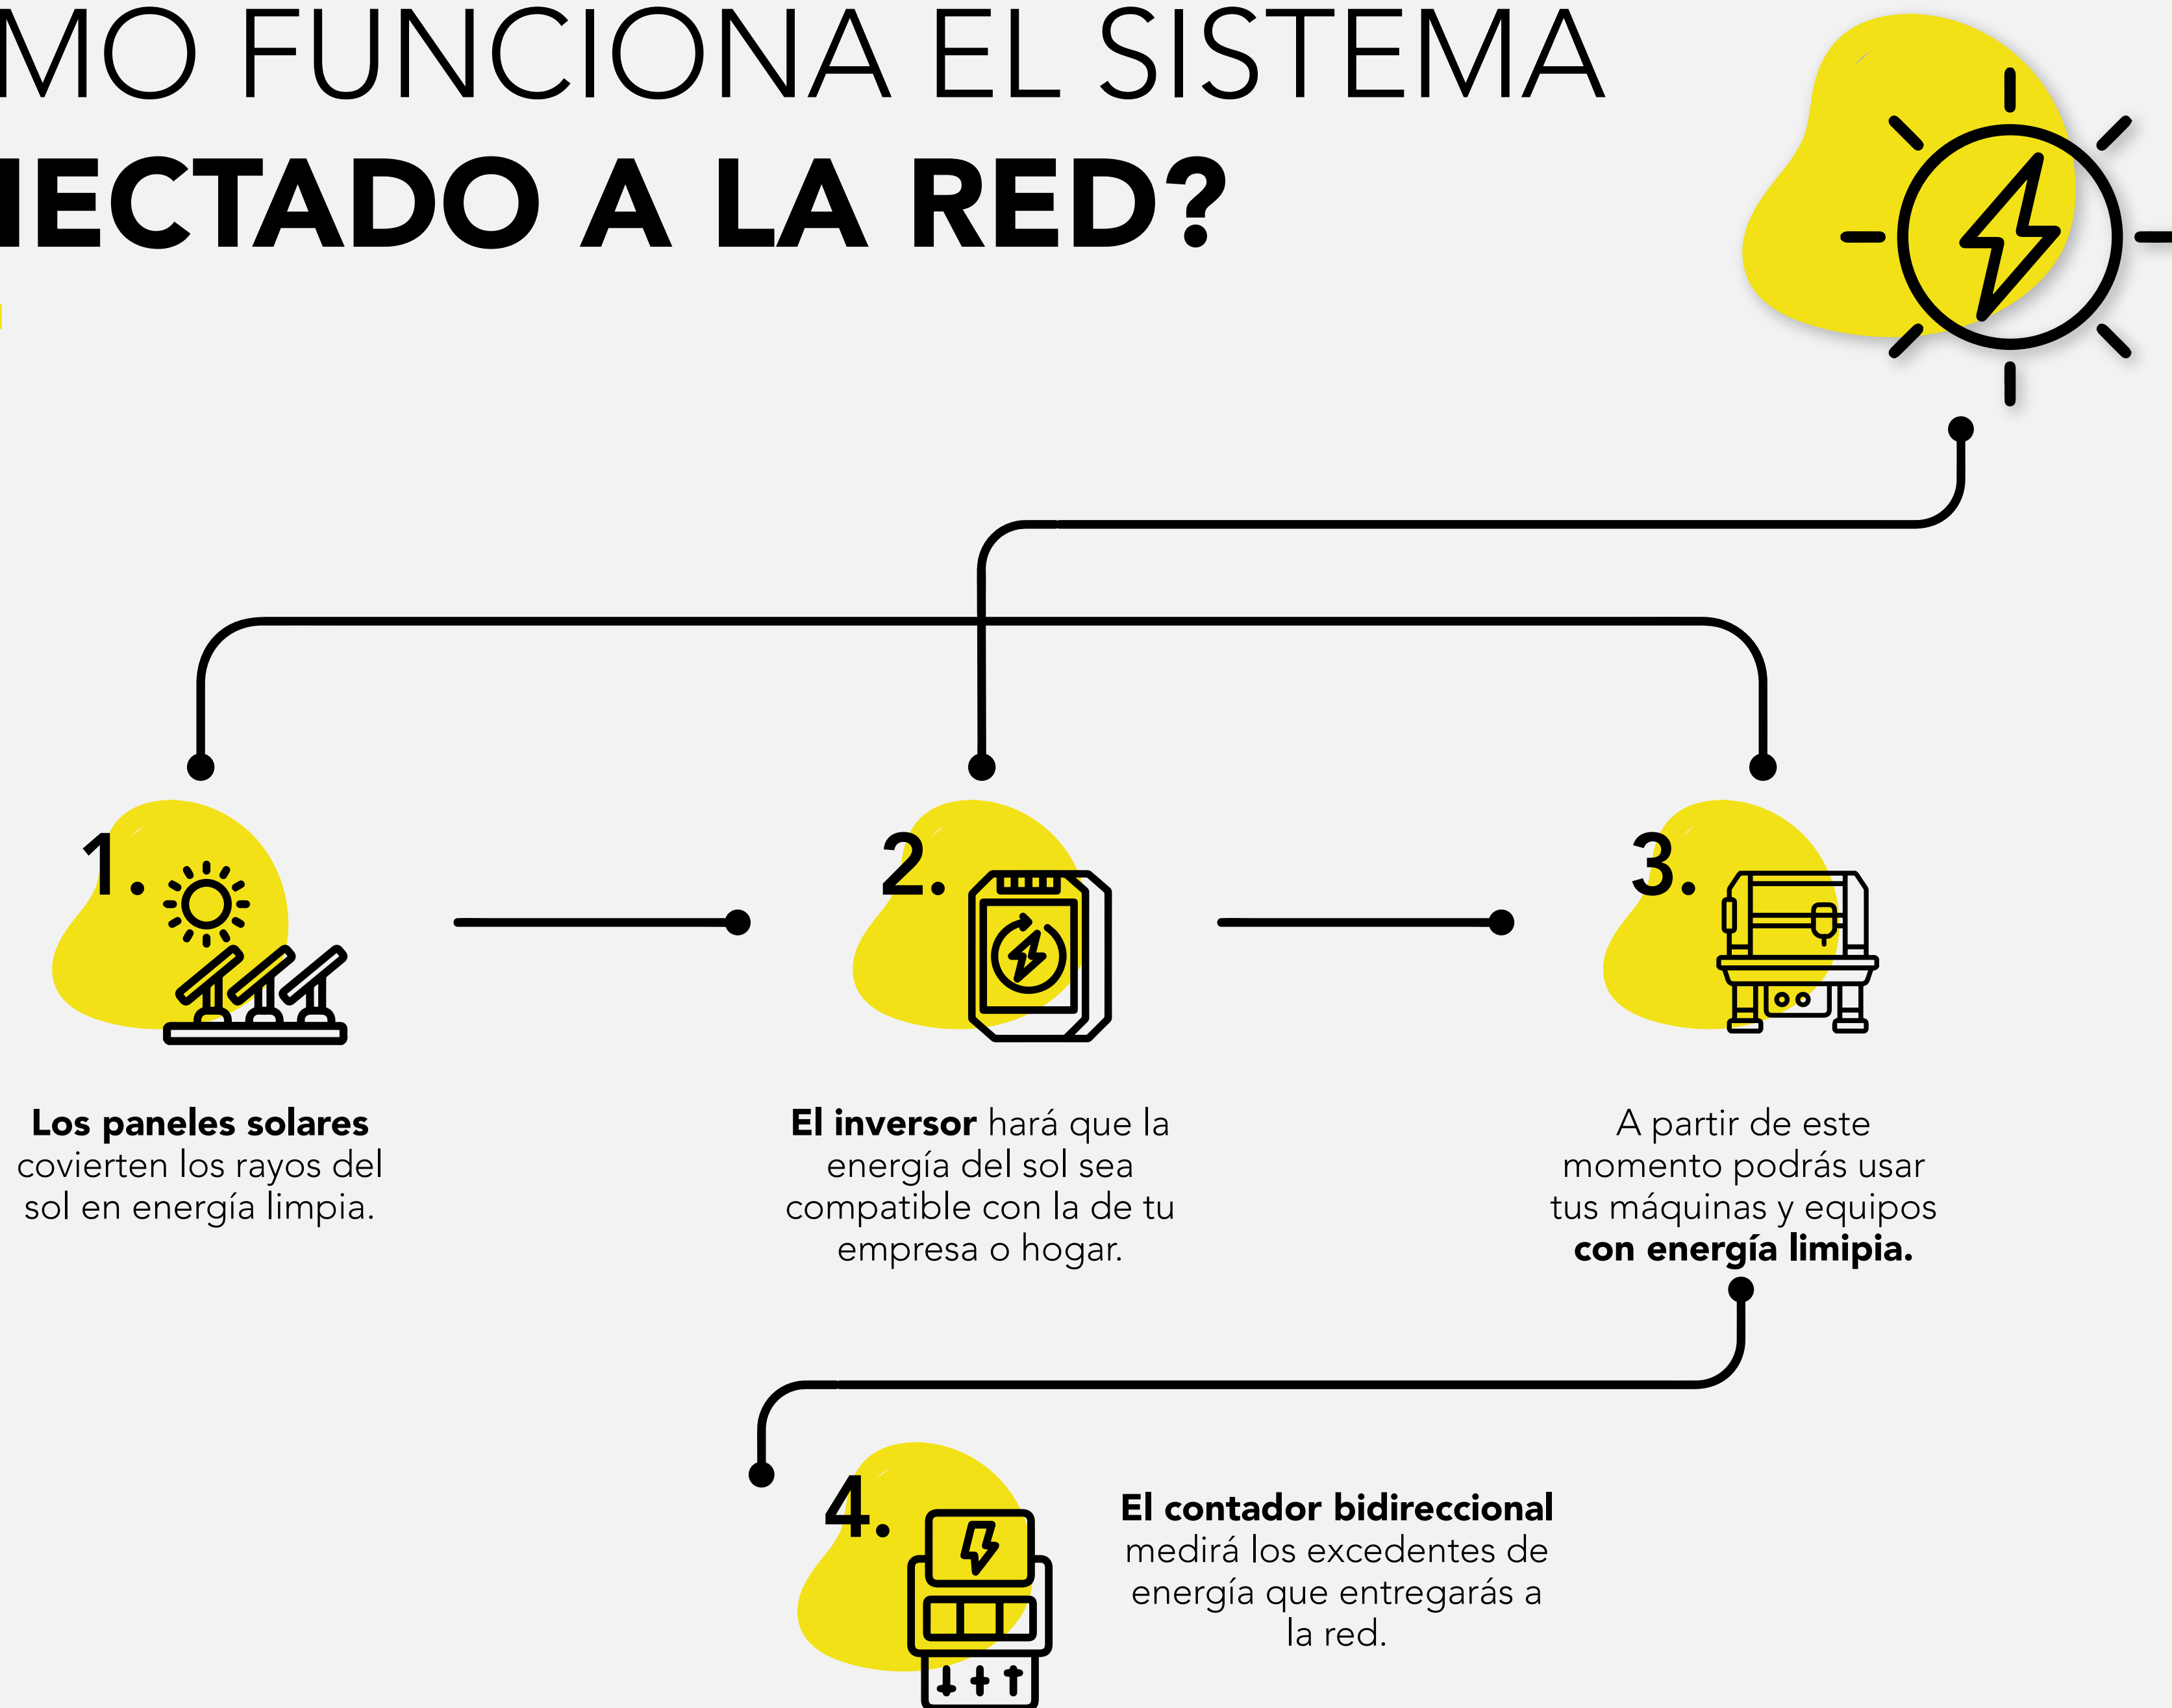 MO FUNCIONA EL SISTEMA
NECTADO A LA RED?
1.
Los paneles solares
covierten los rayos del
sol en energía limpia.
2.
El inversor hará que la
energía del sol sea
compatible con la de tu
empresa o hogar.
3.
A partir de este
momento podrás usar
tus máquinas y equipos
con energía limipia.
4.
El contador bidireccional
medirá los excedentes de
energía que entregarás a
la red.